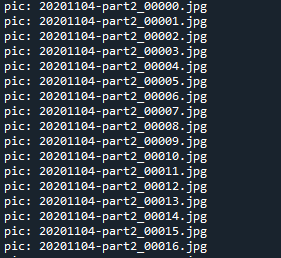 pic: 20201104-part2_00000.jpg
pic: 20201104-part2_00001.jpg
pic: 20201104-part2_00002.jpg
pic: 20201104-part2_00003.jpg
pic: 20201104-part2_00004.jpg
pic: 20201104-part2_00005.jpg
pic: 20201104-part2_00006.jpg
pic: 20201104-part2_00007.jpg
pic: 20201104-part2_00008.jpg
pic: 20201104-part2_00009.jpg
pic: 20201104-part2_00010.jpg
pic: 20201104-part2_00011.jpg
pic: 20201104-part2_00012.jpg
pic: 20201104-part2_00013.jpg
pic: 20201104-part2_00014.jpg
pic: 20201104-part2_00015.jpg
pic: 20201104-part2_00016.jpg